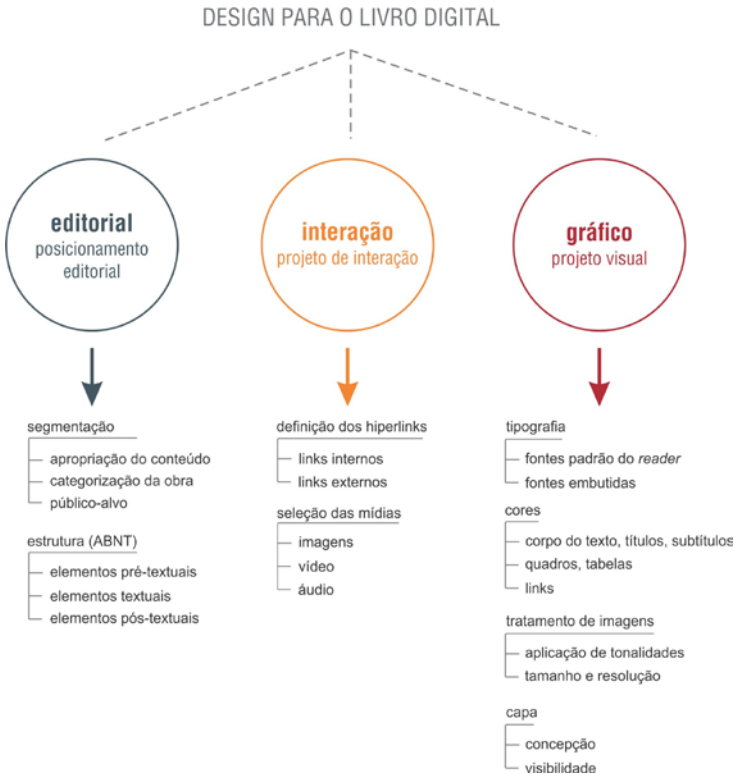 DESIGN PARA O LIVRO DIGITAL
editorial
posicionamento
editorial
segmentação
apropriação do conteúdo
categorização da obra
público-alvo
estrutura (ABNT)
elementos pré-textuais
elementos textuais
elementos pós-textuais
interação
projeto de interação
definição dos hiperlinks
links internos
links externos
seleção das mídias
imagens
vídeo
áudio
gráfico
projeto visual
tipografia
fontes padrão do reader
fontes embutidas
cores
corpo do texto, títulos, subtítulos
quadros, tabelas
links
tratamento de imagens
aplicação de tonalidades
tamanho e resolução
capa
concepção
visibilidade